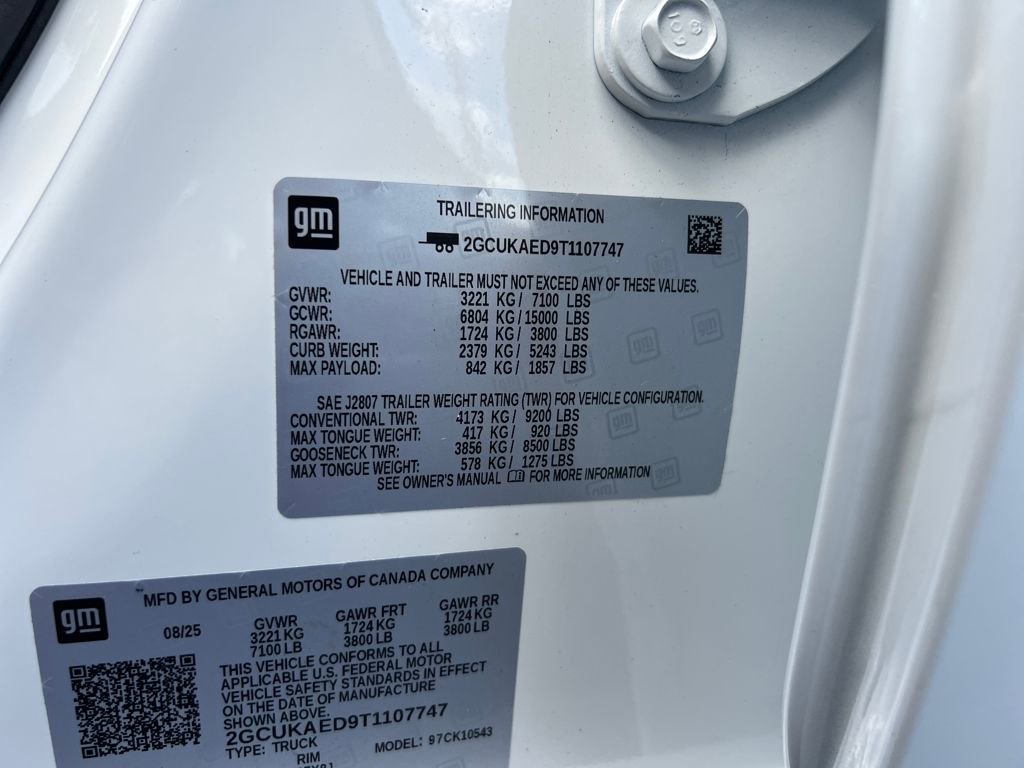 108
9
gm
TRAILERING INFORMATION
2GCUKAED9T1107747
VEHICLE AND TRAILER MUST NOT EXCEED ANY OF THESE VALUES.
GVWR: 3221 KG / 7100 LBS
GCWR: 6804 KG / 15000 LBS
RGAWR: 1724 KG / 3800 LBS
CURB WEIGHT: 2379 KG / 5243 LBS
MAX PAYLOAD: 842 KG / 1857 LBS
SAE J2807 TRAILER WEIGHT RATING (TWR) FOR VEHICLE CONFIGURATION.
CONVENTIONAL TWR: 4173 KG / 9200 LBS
MAX TONGUE WEIGHT: 417 KG / 920 LBS
GOOSENECK TWR: 3856 KG / 8500 LBS
MAX TONGUE WEIGHT: 578 KG / 1275 LBS
SEE OWNER'S MANUAL FOR MORE INFORMATION
gm
MFD BY GENERAL MOTORS OF CANADA COMPANY
08/25 GVWR GAWR FRT GAWR RR
3221 KG 1724 KG 1724 KG
7100 LB 3800 LB 3800 LB
THIS VEHICLE CONFORMS TO ALL
APPLICABLE U.S. FEDERAL MOTOR
VEHICLE SAFETY STANDARDS IN EFFECT
ON THE DATE OF MANUFACTURE
SHOWN ABOVE.
2GCUKAED9T1107747
TYPE: TRUCK MODEL: 97CK10543
RIM